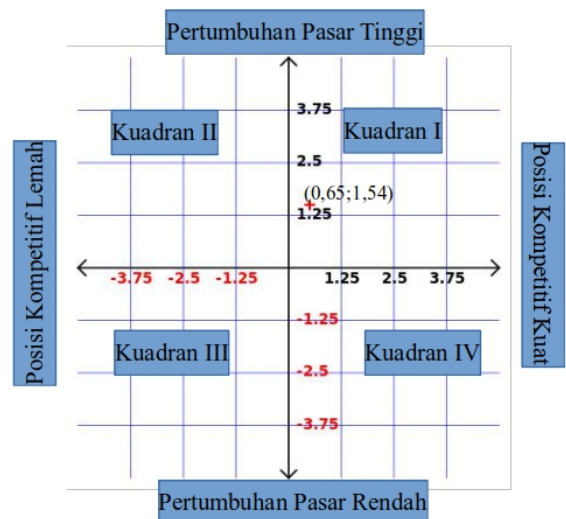 Pertumbuhan Pasar Tinggi
3.75
Kuadran II
Kuadran I
2.5
(0,65;1,54)
1.25
Posisi Kompetitif Lemah
Posisi Kompetitif Kuat
-3.75 -2.5 -1.25 1.25 2.5 3.75
-1.25
Kuadran III
Kuadran IV
-2.5
-3.75
Pertumbuhan Pasar Rendah